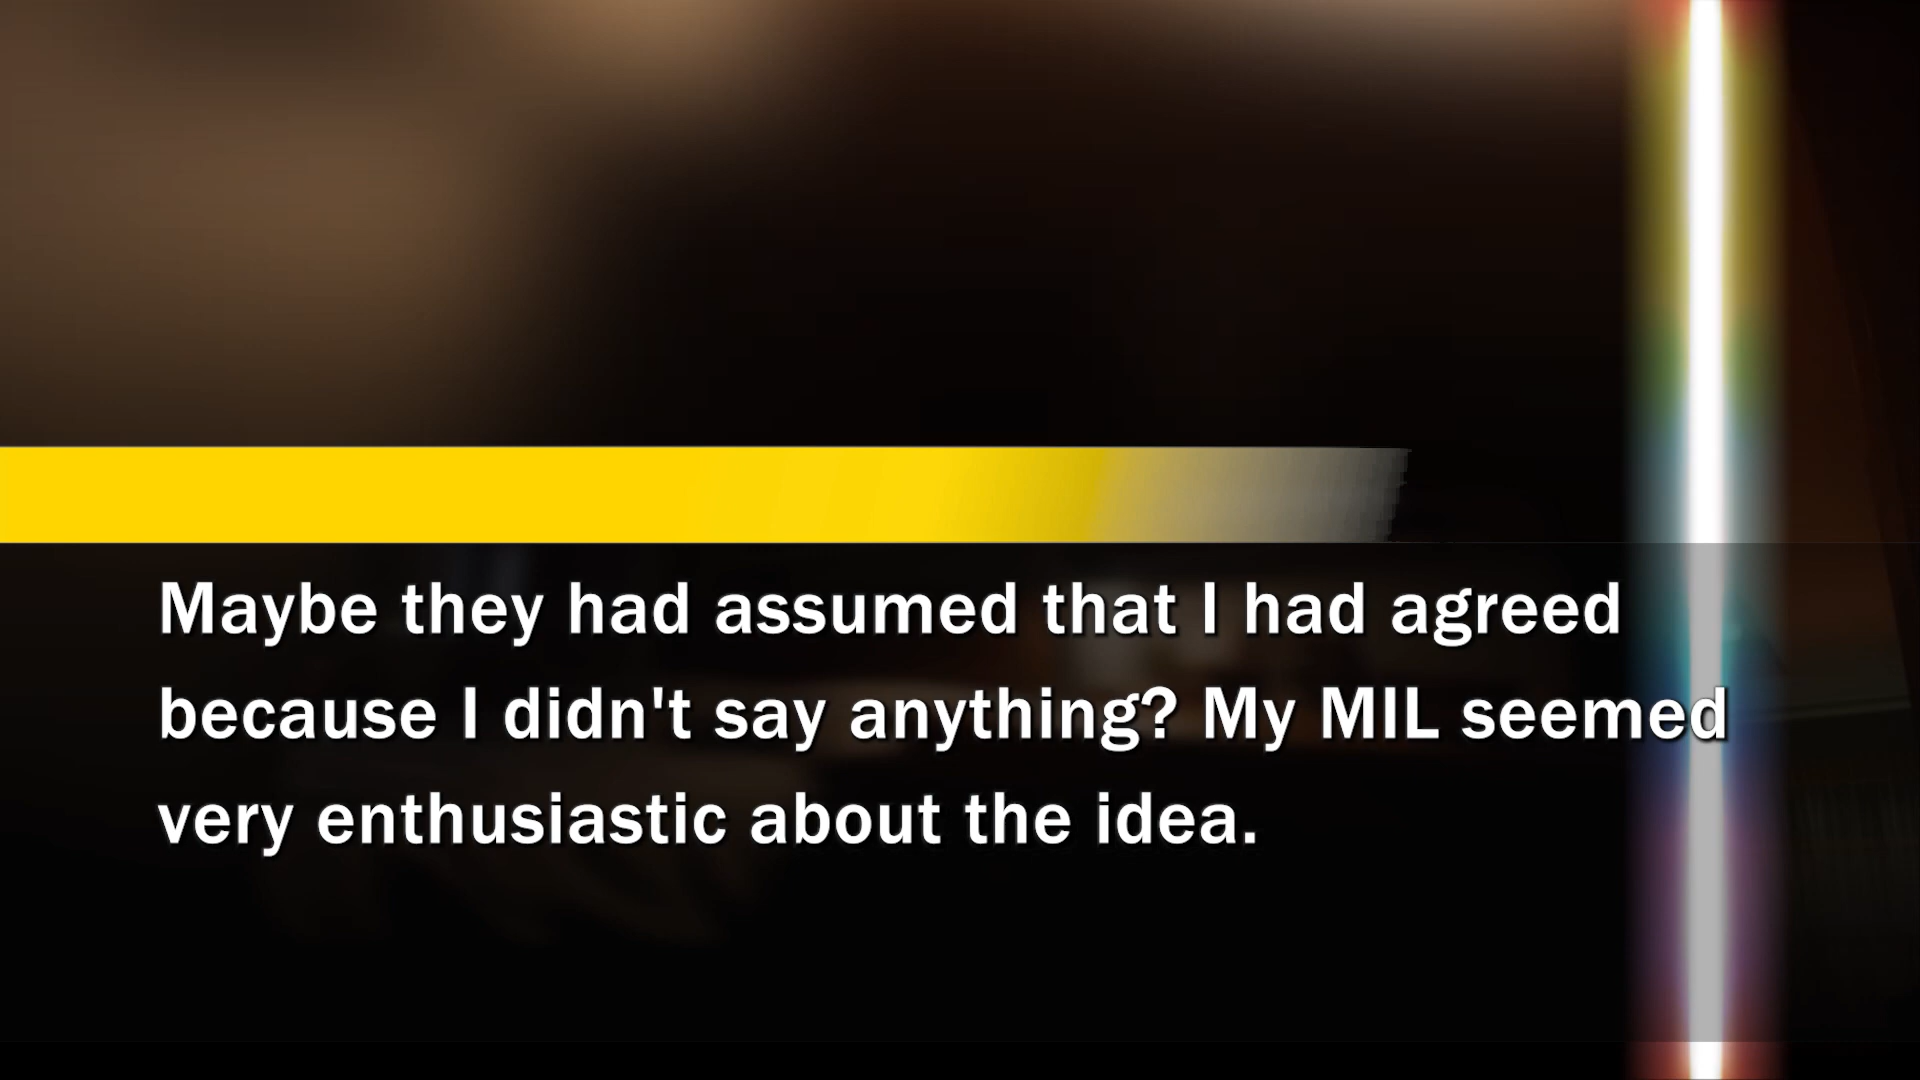 Maybe they had assumed that I had agreed
because I didn't say anything? My MIL seemed
very enthusiastic about the idea.